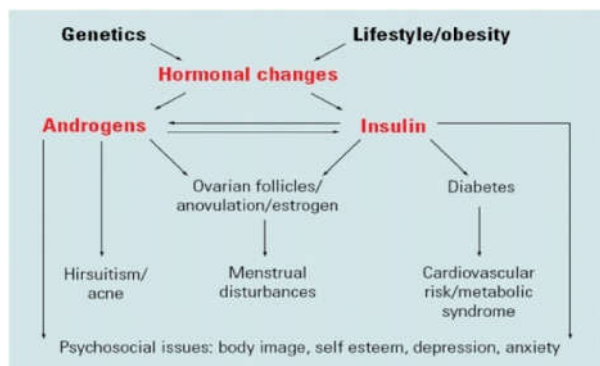 Genetics
Lifestyle/obesity
Hormonal changes
Androgens
Insulin
Ovarian follicles/
anovulation/estrogen
Diabetes
Hirsuitism/
acne
Menstrual
disturbances
Cardiovascular
risk/metabolic
syndrome
Psychosocial issues: body image, self esteem, depression, anxiety